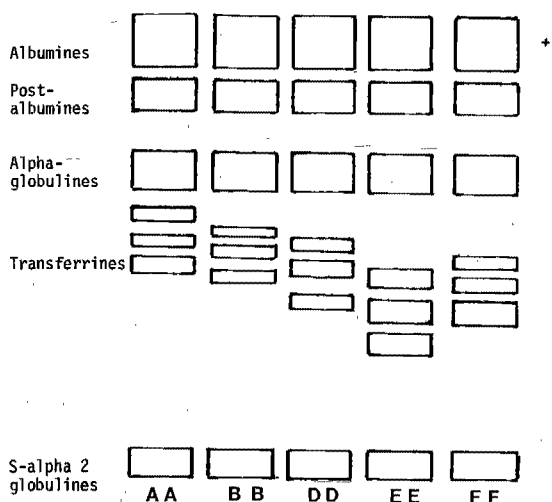 Albumines
+
Post-
albumines
Alpha-
globulines
Transferrines
S-alpha 2
globulines
AA BB DD EE FF